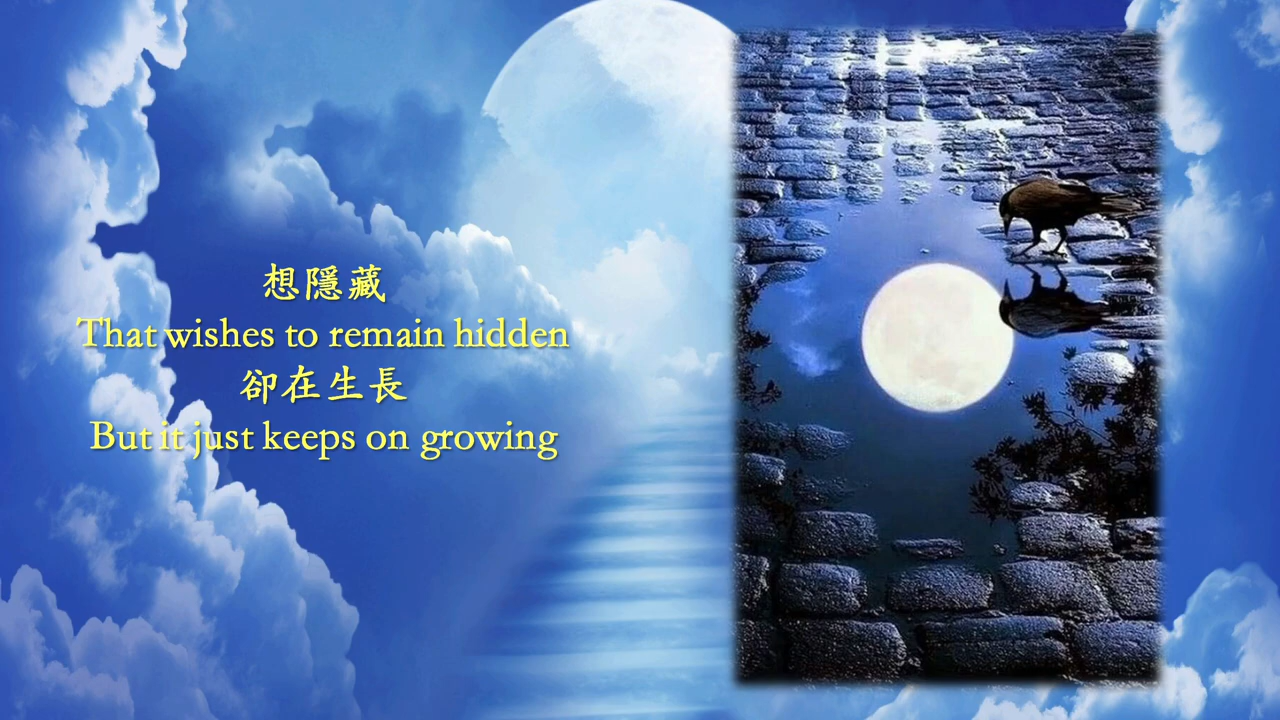 想隱藏
That wishes to remain hidden
卻在生長
But it just keeps on growing